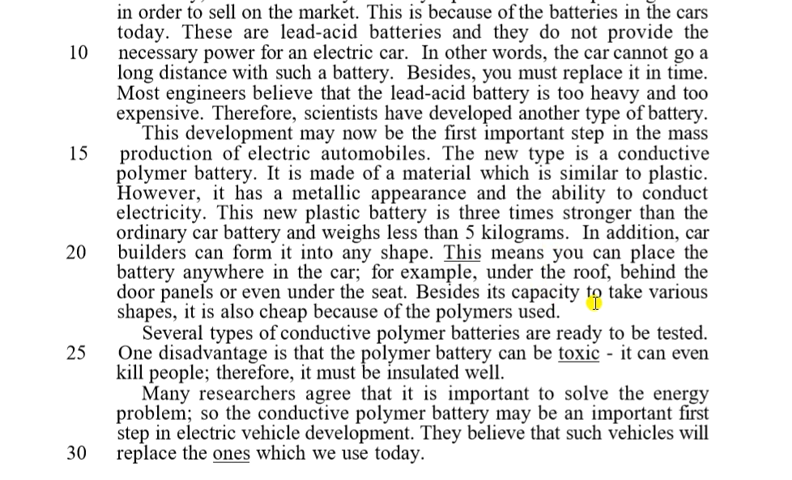 in order to sell on the market. This is because of the batteries in the cars
today. These are lead-acid batteries and they do not provide the
10 necessary power for an electric car. In other words, the car cannot go a
long distance with such a battery. Besides, you must replace it in time.
Most engineers believe that the lead-acid battery is too heavy and too
expensive. Therefore, scientists have developed another type of battery.
This development may now be the first important step in the mass
15 production of electric automobiles. The new type is a conductive
polymer battery. It is made of a material which is similar to plastic.
However, it has a metallic appearance and the ability to conduct
electricity. This new plastic battery is three times stronger than the
ordinary car battery and weighs less than 5 kilograms. In addition, car
20 builders can form it into any shape. This means you can place the
battery anywhere in the car; for example, under the roof, behind the
door panels or even under the seat. Besides its capacity to take various
shapes, it is also cheap because of the polymers used.
Several types of conductive polymer batteries are ready to be tested.
25 One disadvantage is that the polymer battery can be toxic - it can even
kill people; therefore, it must be insulated well.
Many researchers agree that it is important to solve the energy
problem; so the conductive polymer battery may be an important first
step in electric vehicle development. They believe that such vehicles will
30 replace the ones which we use today.